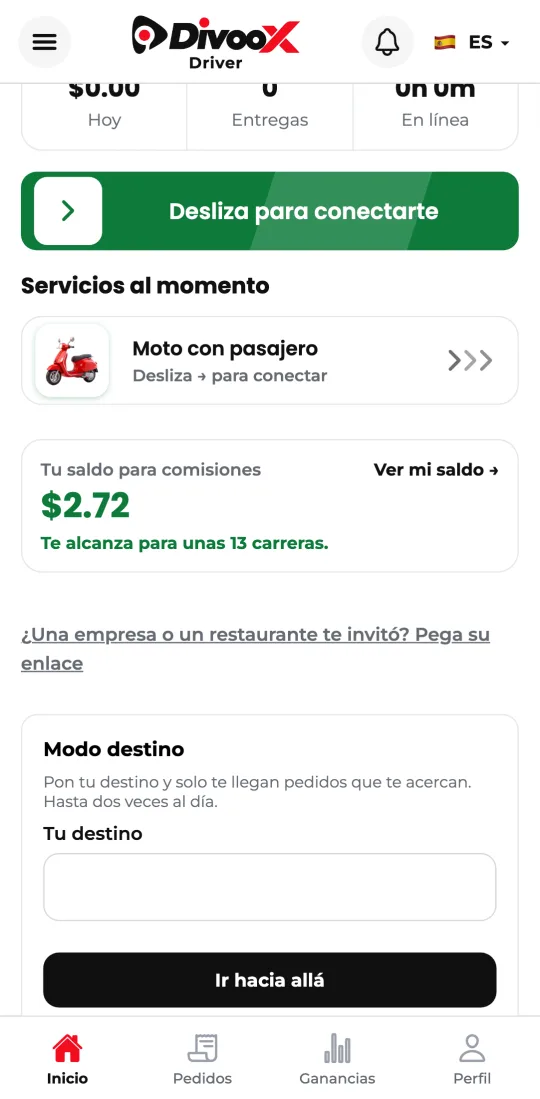 DivooX
Driver
ES
$0.00
0
0h 0m
Hoy
Entregas
En línea
Desliza para conectarte
Servicios al momento
Moto con pasajero
Desliza → para conectar
Tu saldo para comisiones
Ver mi saldo →
$2.72
Te alcanza para unas 13 carreras.
¿Una empresa o un restaurante te invitó? Pega su
enlace
Modo destino
Pon tu destino y solo te llegan pedidos que te acercan.
Hasta dos veces al día.
Tu destino
Ir hacia allá
Inicio
Pedidos
Ganancias
Perfil